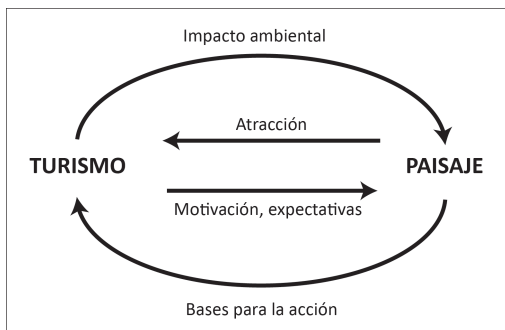 Impacto ambiental
Atracción
TURISMO
PAISAJE
Motivación, expectativas
Bases para la acción